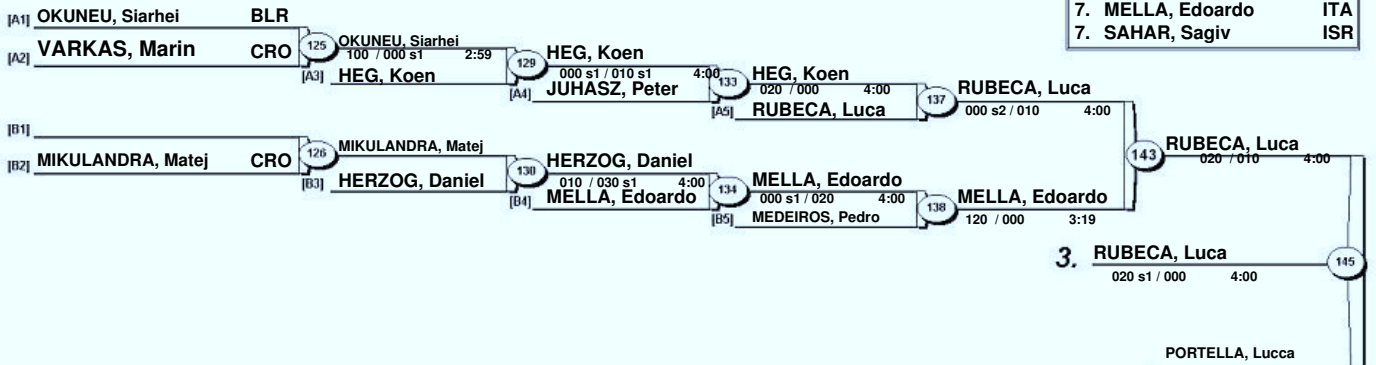 7. MELLA, Edoardo ITA
7. SAHAR, Sagiv ISR
[A1] OKUNEU, Siarhei BLR
[A2] VARKAS, Marin CRO
125
OKUNEU, Siarhei
100 / 000 s1 2:59
[A3] HEG, Koen
129
HEG, Koen
000 s1 / 010 s1 4:00
[A4] JUHASZ, Peter
133
HEG, Koen
020 / 000 4:00
[A5] RUBECA, Luca
137
RUBECA, Luca
000 s2 / 010 4:00
[B1]
[B2] MIKULANDRA, Matej CRO
126
MIKULANDRA, Matej
[B3] HERZOG, Daniel
130
HERZOG, Daniel
010 / 030 s1 4:00
[B4] MELLA, Edoardo
134
MELLA, Edoardo
000 s1 / 020 4:00
[B5] MEDEIROS, Pedro
138
MELLA, Edoardo
120 / 000 3:19
143
RUBECA, Luca
020 / 010 4:00
3. RUBECA, Luca
020 s1 / 000 4:00
145
PORTELLA, Lucca